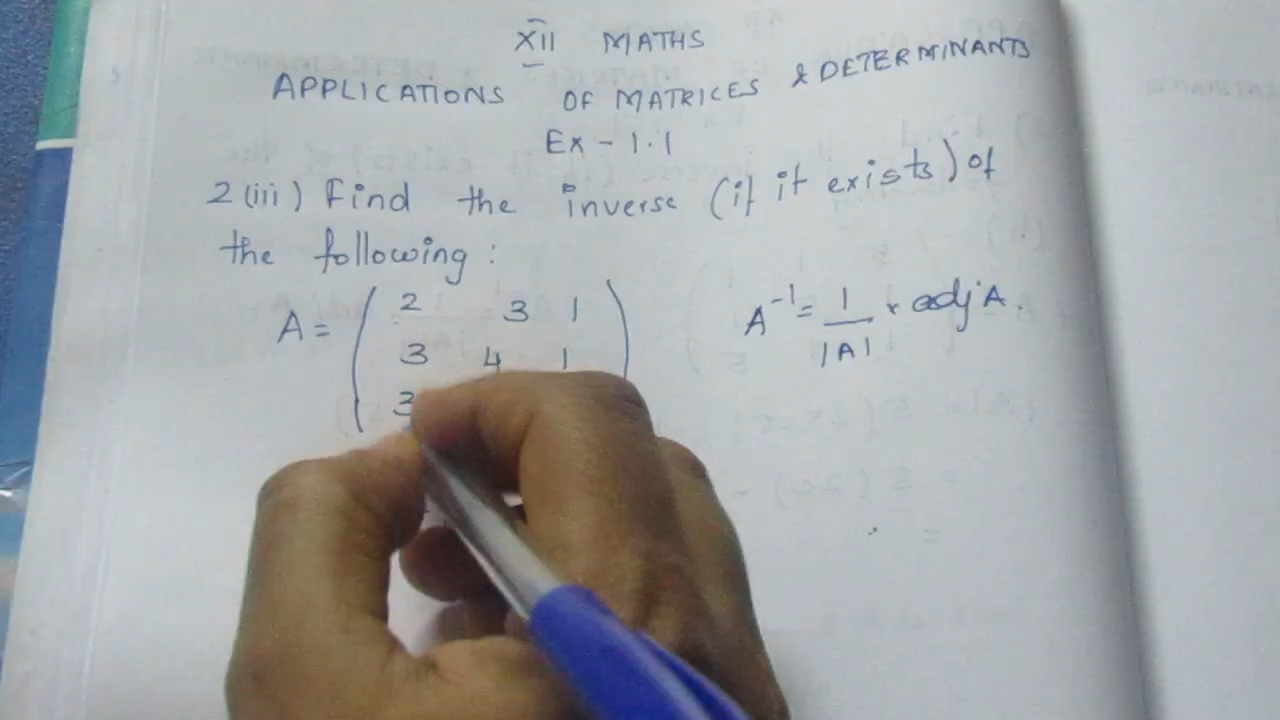 XII MATHS
APPLICATIONS OF MATRICES & DETERMINANTS
Ex - 1.1
2 (iii) Find the inverse (if it exists) of
the following :
A = ( 2 3 1
3 4 1
3 )
A⁻¹ = 1/|A| × adj A.